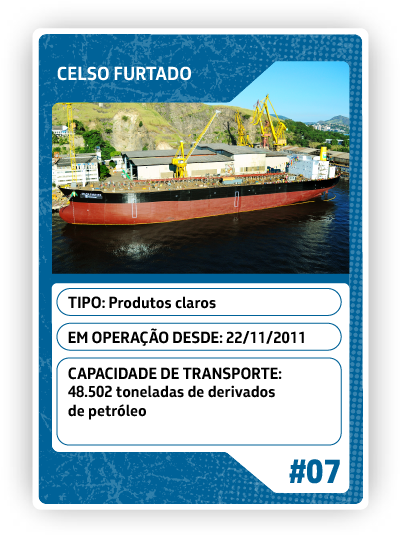 CELSO FURTADO
TIPO: Produtos claros
EM OPERAÇÃO DESDE: 22/11/2011
CAPACIDADE DE TRANSPORTE:
48.502 toneladas de derivados
de petróleo
#07